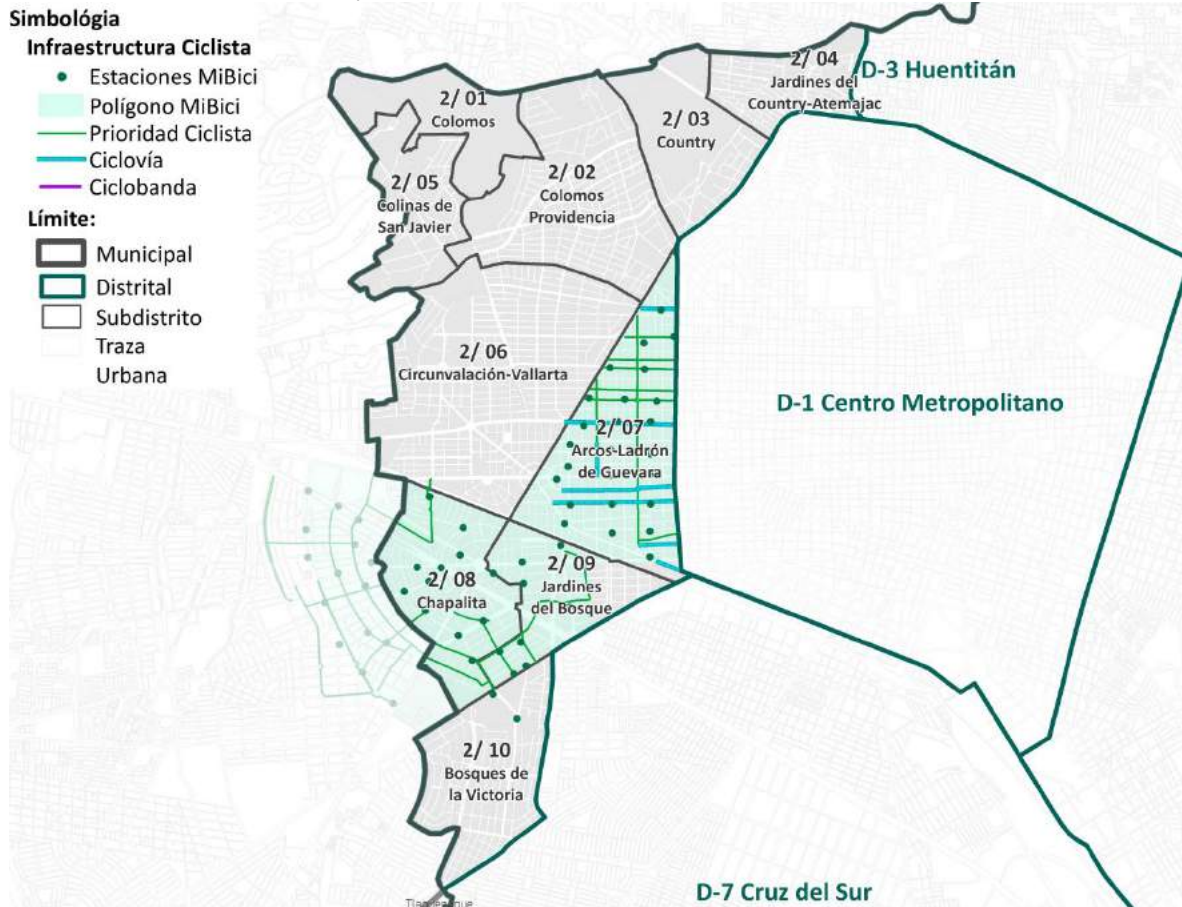 Simbológia
Infraestructura Ciclista
Estaciones MiBici
Polígono MiBici
Prioridad Ciclista
Ciclovía
Ciclobanda
Límite:
Municipal
Distrital
Subdistrito
Traza
Urbana
2/ 04
Jardines del
Country-Atemajac
D-3 Huentitán
2/ 01
Colomos
2/ 03
Country
2/ 02
Colomos
Providencia
2/ 05
Colinas de
San Javier
2/ 06
Circunvalación-Vallarta
D-1 Centro Metropolitano
2/ 07
Arcos-Ladrón
de Guevara
2/ 08
Chapalita
2/ 09
Jardines
del Bosque
2/ 10
Bosques de
la Victoria
D-7 Cruz del Sur